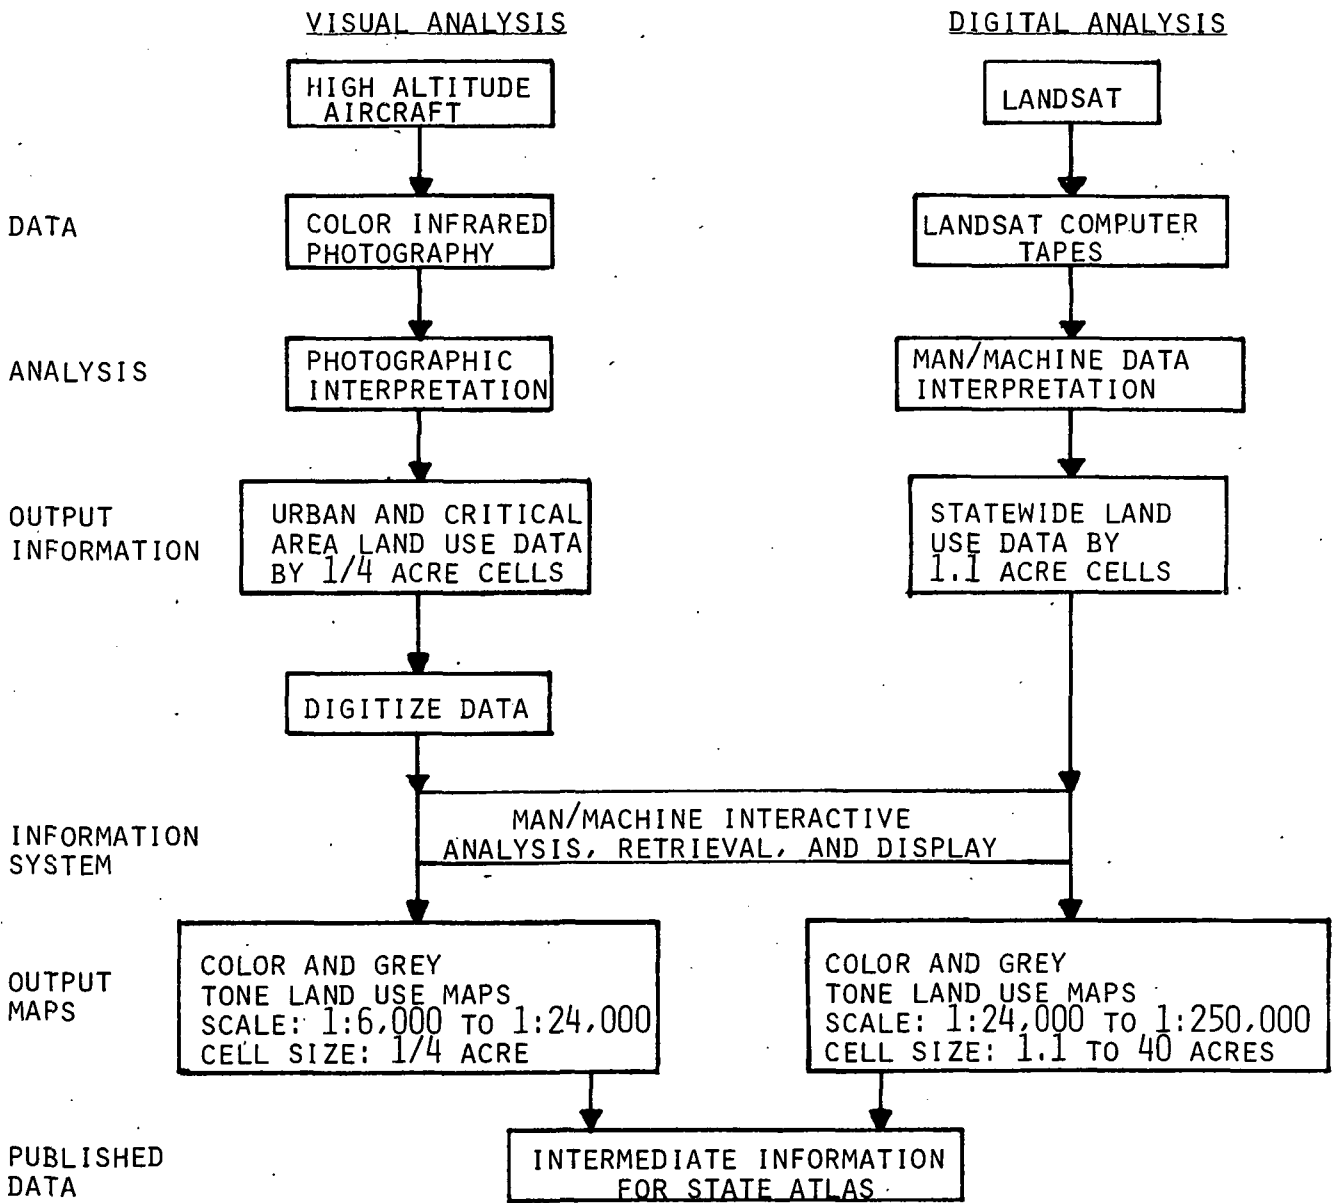 VISUAL ANALYSIS
DIGITAL ANALYSIS
HIGH ALTITUDE
AIRCRAFT
LANDSAT
DATA
COLOR INFRARED
PHOTOGRAPHY
LANDSAT COMPUTER
TAPES
ANALYSIS
PHOTOGRAPHIC
INTERPRETATION
MAN/MACHINE DATA
INTERPRETATION
OUTPUT
INFORMATION
URBAN AND CRITICAL
AREA LAND USE DATA
BY 1/4 ACRE CELLS
STATEWIDE LAND
USE DATA BY
1.1 ACRE CELLS
DIGITIZE DATA
INFORMATION
SYSTEM
MAN/MACHINE INTERACTIVE
ANALYSIS, RETRIEVAL, AND DISPLAY
OUTPUT
MAPS
COLOR AND GREY
TONE LAND USE MAPS
SCALE: 1:6,000 TO 1:24,000
CELL SIZE: 1/4 ACRE
COLOR AND GREY
TONE LAND USE MAPS
SCALE: 1:24,000 TO 1:250,000
CELL SIZE: 1.1 TO 40 ACRES
PUBLISHED
DATA
INTERMEDIATE INFORMATION
FOR STATE ATLAS